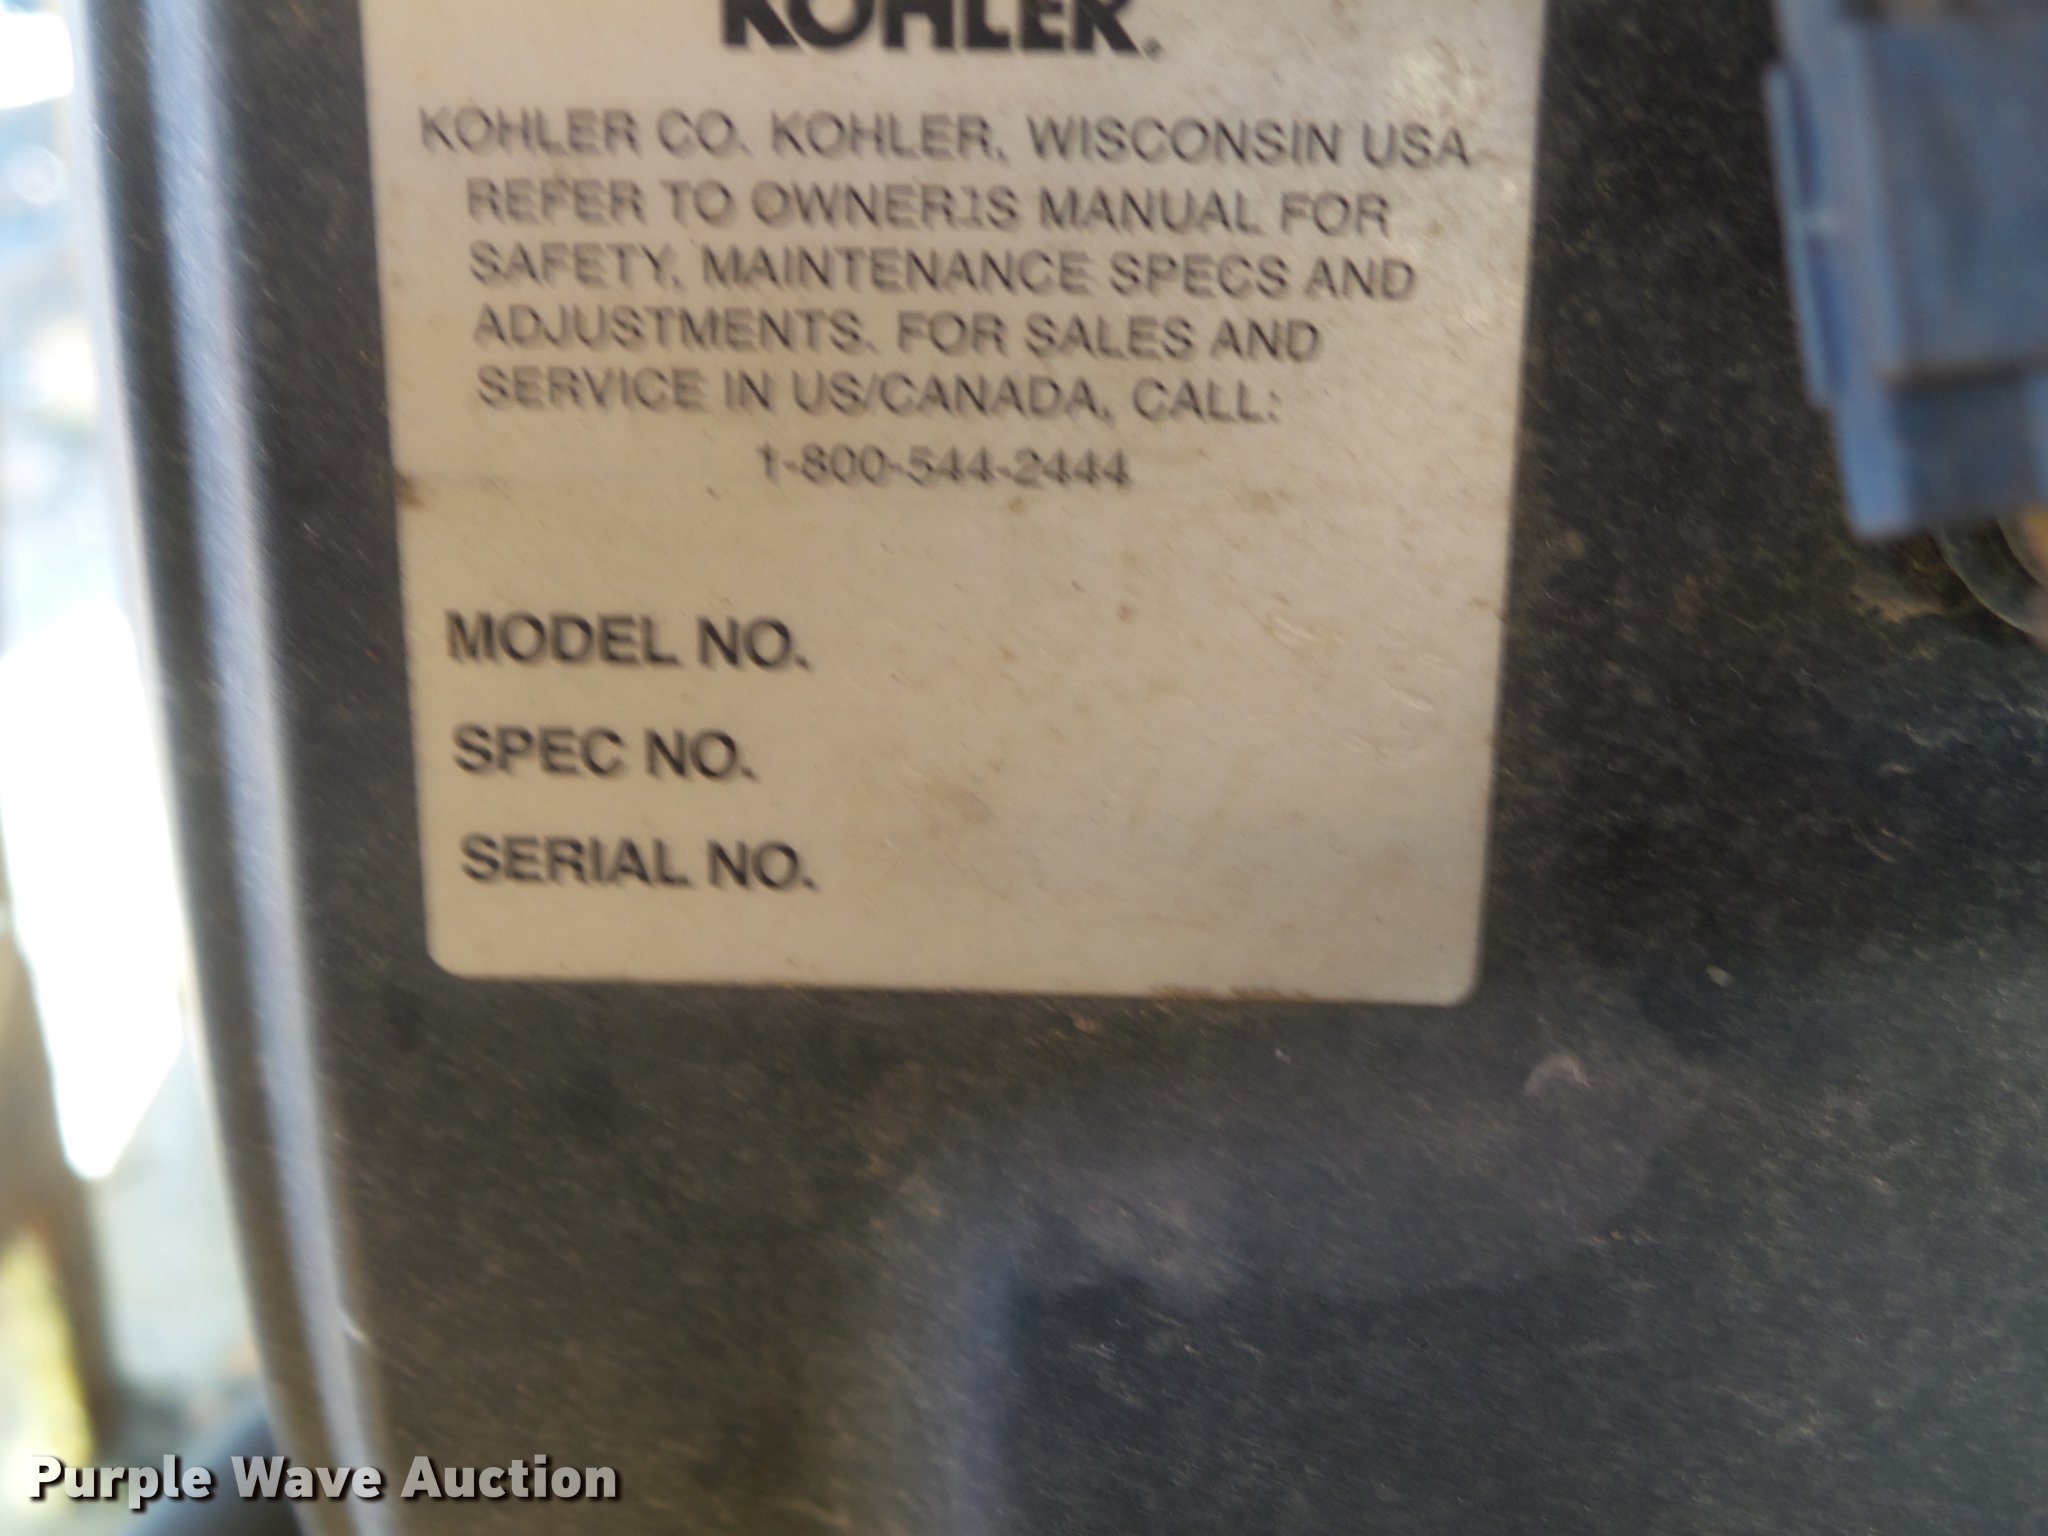 KOHLER®
KOHLER CO. KOHLER, WISCONSIN USA
REFER TO OWNER1S MANUAL FOR
SAFETY, MAINTENANCE SPECS AND
ADJUSTMENTS. FOR SALES AND
SERVICE IN US/CANADA, CALL:
1-800-544-2444
MODEL NO.
SPEC NO.
SERIAL NO.
Purple Wave Auction